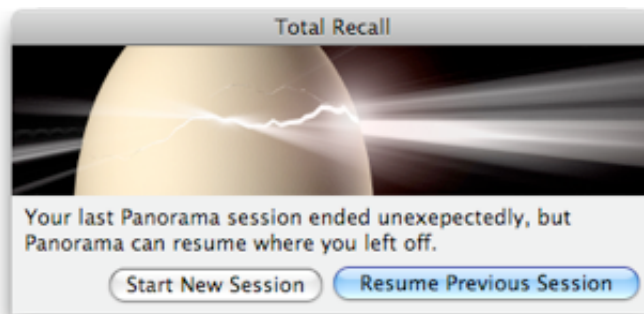 Total Recall
Your last Panorama session ended unexepectedly, but
Panorama can resume where you left off.
Start New Session
Resume Previous Session